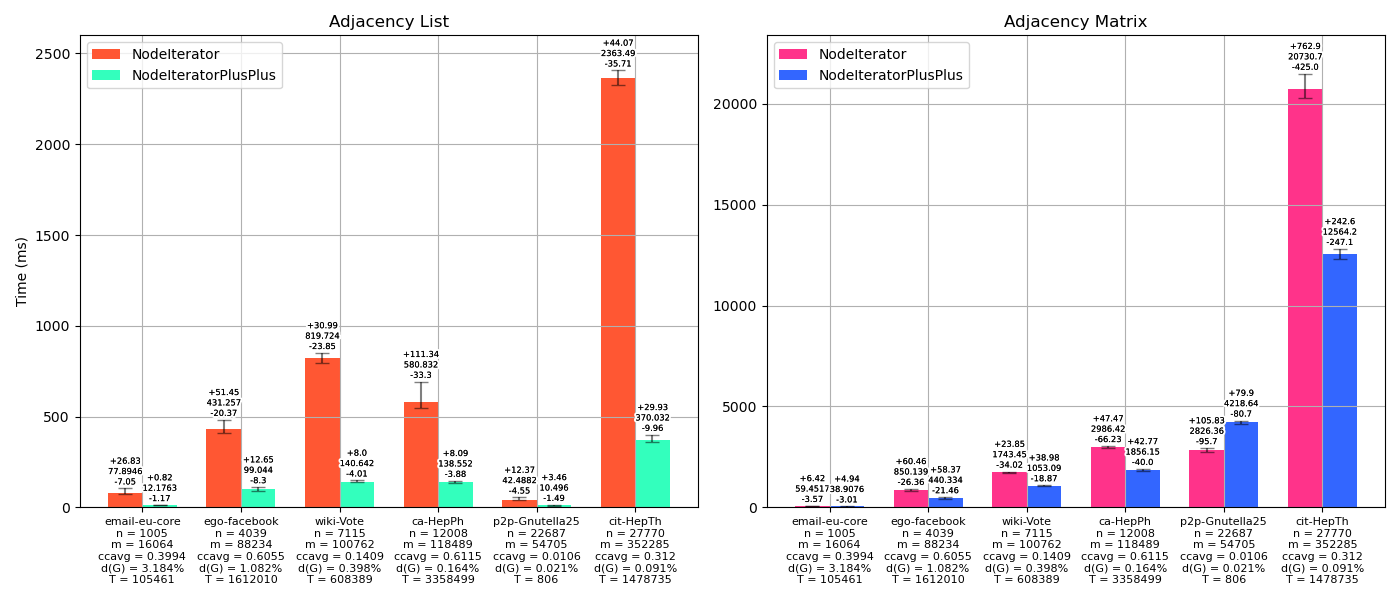 Adjacency List
Time (ms)
2500
2000
1500
1000
500
0
NodeIterator
NodeIteratorPlusPlus
+26.83
77.8946
-7.05
+0.82
12.1763
-1.17
+51.45
431.257
-20.37
+12.65
99.044
-8.3
+30.99
819.724
-23.85
+8.0
140.642
-4.01
+111.34
580.832
-33.3
+8.09
138.552
-3.88
+12.37
42.4882
-4.55
+3.46
10.496
-1.49
+44.07
2363.49
-35.71
+29.93
370.032
-9.96
email-eu-core
n = 1005
m = 16064
ccavg = 0.3994
d(G) = 3.184%
T = 105461
ego-facebook
n = 4039
m = 88234
ccavg = 0.6055
d(G) = 1.082%
T = 1612010
wiki-Vote
n = 7115
m = 100762
ccavg = 0.1409
d(G) = 0.398%
T = 608389
ca-HepPh
n = 12008
m = 118489
ccavg = 0.6115
d(G) = 0.164%
T = 3358499
p2p-Gnutella25
n = 22687
m = 54705
ccavg = 0.0106
d(G) = 0.021%
T = 806
cit-HepTh
n = 27770
m = 352285
ccavg = 0.312
d(G) = 0.091%
T = 1478735
Adjacency Matrix
20000
15000
10000
5000
0
NodeIterator
NodeIteratorPlusPlus
+6.42
59.4517
-3.57
+4.94
38.9076
-3.01
+60.46
850.139
-26.36
+58.37
440.334
-21.46
+23.85
1743.45
-34.02
+38.98
1053.09
-18.87
+47.47
2986.42
-66.23
+42.77
1856.15
-40.0
+105.83
2826.36
-95.7
+79.9
4218.64
-80.7
+762.9
20730.7
-425.0
+242.6
12564.2
-247.1
email-eu-core
n = 1005
m = 16064
ccavg = 0.3994
d(G) = 3.184%
T = 105461
ego-facebook
n = 4039
m = 88234
ccavg = 0.6055
d(G) = 1.082%
T = 1612010
wiki-Vote
n = 7115
m = 100762
ccavg = 0.1409
d(G) = 0.398%
T = 608389
ca-HepPh
n = 12008
m = 118489
ccavg = 0.6115
d(G) = 0.164%
T = 3358499
p2p-Gnutella25
n = 22687
m = 54705
ccavg = 0.0106
d(G) = 0.021%
T = 806
cit-HepTh
n = 27770
m = 352285
ccavg = 0.312
d(G) = 0.091%
T = 1478735